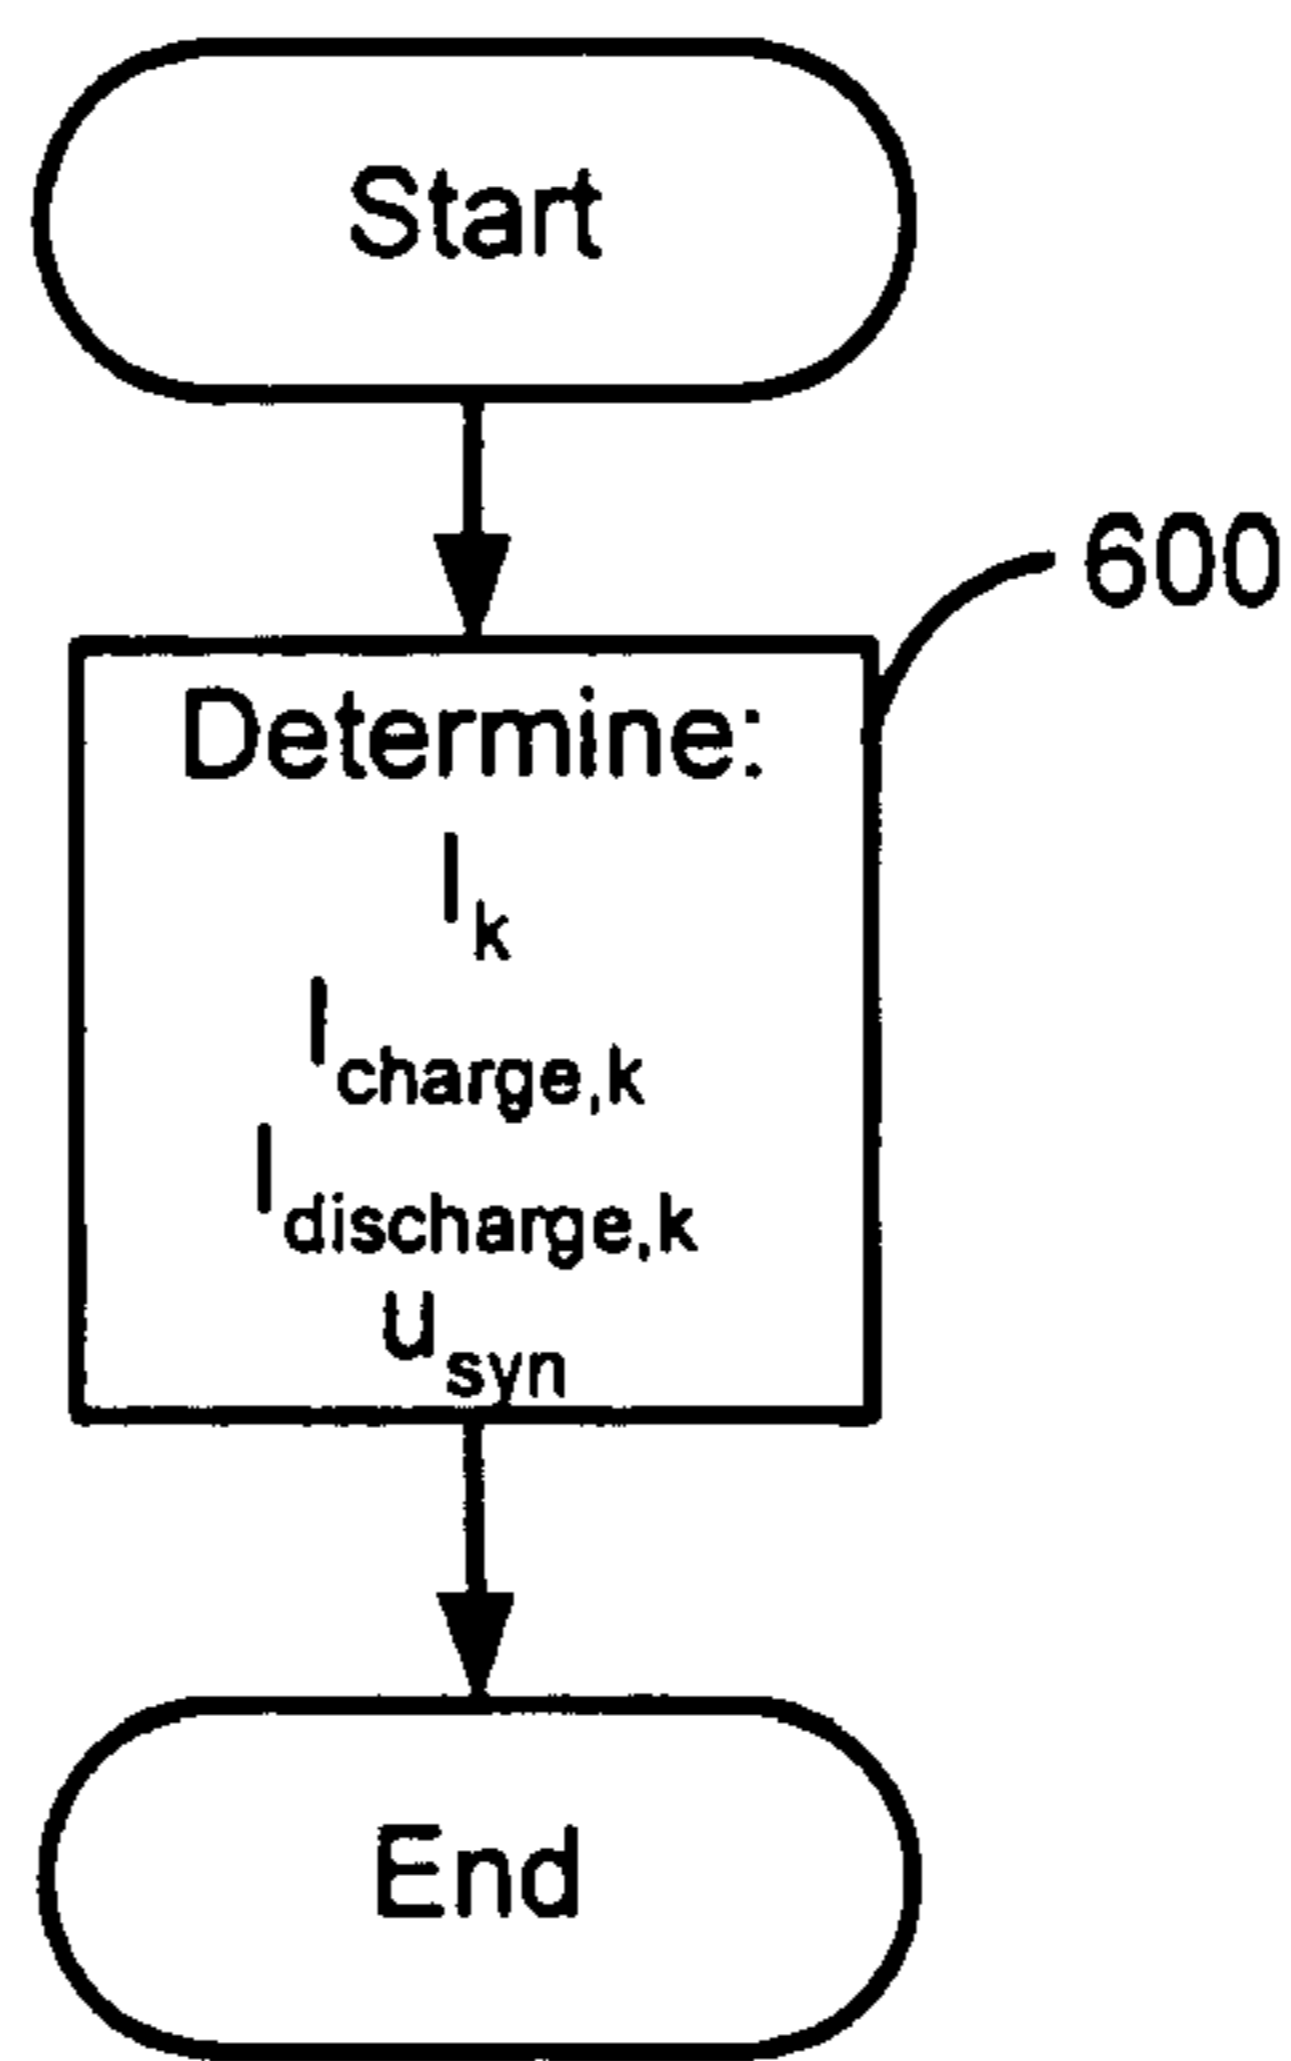 Start
600
Determine:
I_k
I_charge,k
I_discharge,k
u_syn
End